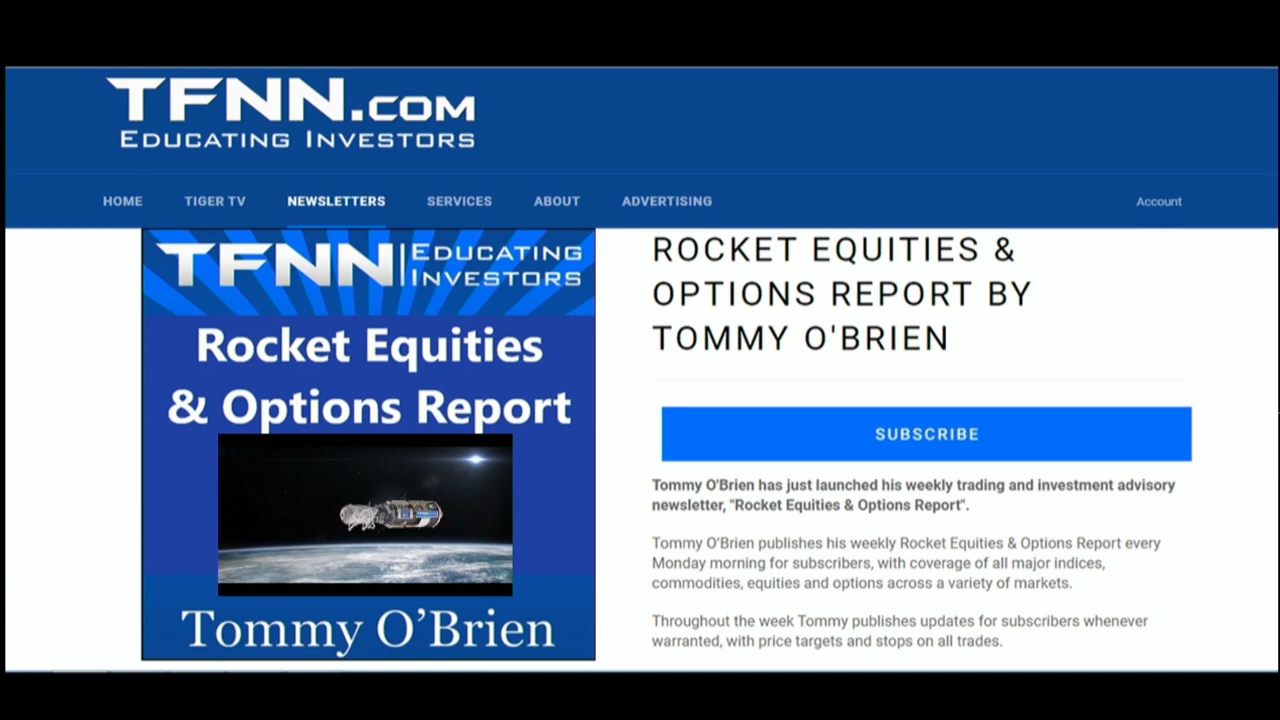 TFNN.COM
EDUCATING INVESTORS
HOME TIGER TV NEWSLETTERS SERVICES ABOUT ADVERTISING Account
TFNN | EDUCATING
INVESTORS
Rocket Equities
& Options Report
Tommy O’Brien
ROCKET EQUITIES &
OPTIONS REPORT BY
TOMMY O'BRIEN
SUBSCRIBE
Tommy O'Brien has just launched his weekly trading and investment advisory
newsletter, "Rocket Equities & Options Report".
Tommy O’Brien publishes his weekly Rocket Equities & Options Report every
Monday morning for subscribers, with coverage of all major indices,
commodities, equities and options across a variety of markets.
Throughout the week Tommy publishes updates for subscribers whenever
warranted, with price targets and stops on all trades.